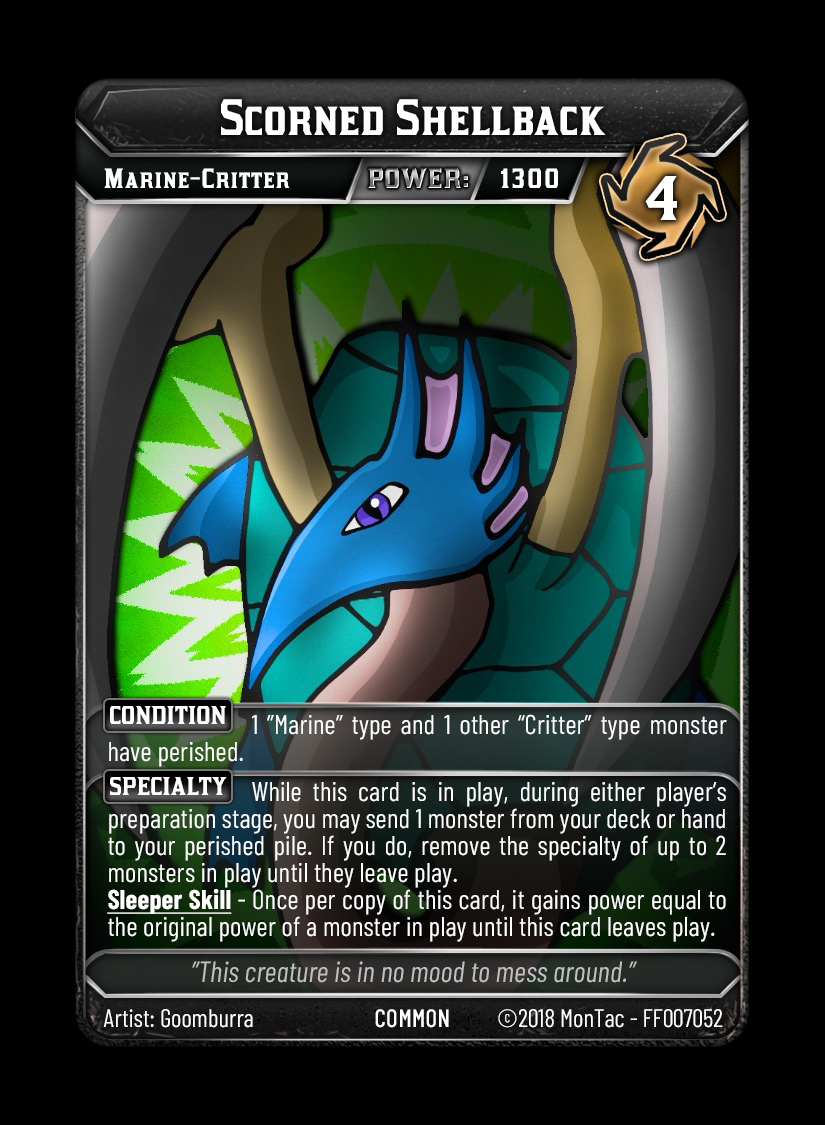 Scorned Shellback
Marine-Critter POWER: 1300
4
CONDITION 1 "Marine" type and 1 other “Critter” type monster
have perished.
SPECIALTY While this card is in play, during either player's
preparation stage, you may send 1 monster from your deck or hand
to your perished pile. If you do, remove the specialty of up to 2
monsters in play until they leave play.
Sleeper Skill - Once per copy of this card, it gains power equal to
the original power of a monster in play until this card leaves play.
“This creature is in no mood to mess around.”
Artist: Goomburra COMMON ©2018 MonTac - FF007052